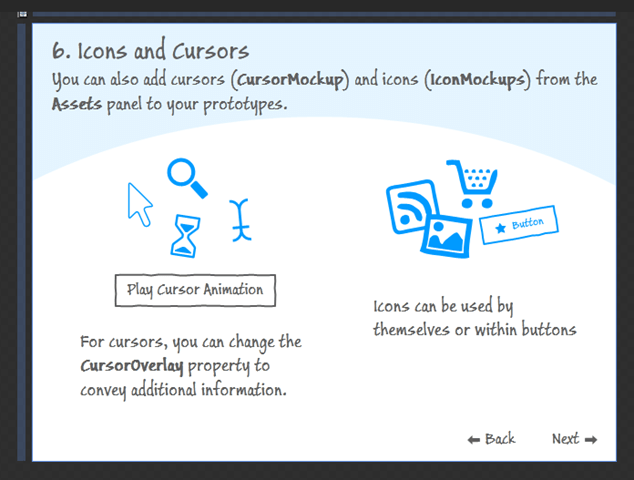 6. Icons and Cursors
You can also add cursors (CursorMockup) and icons (IconMockups) from the
Assets panel to your prototypes.
Button
Play Cursor Animation
Icons can be used by
themselves or within buttons
For cursors, you can change the
CursorOverlay property to
convey additional information.
Back
Next